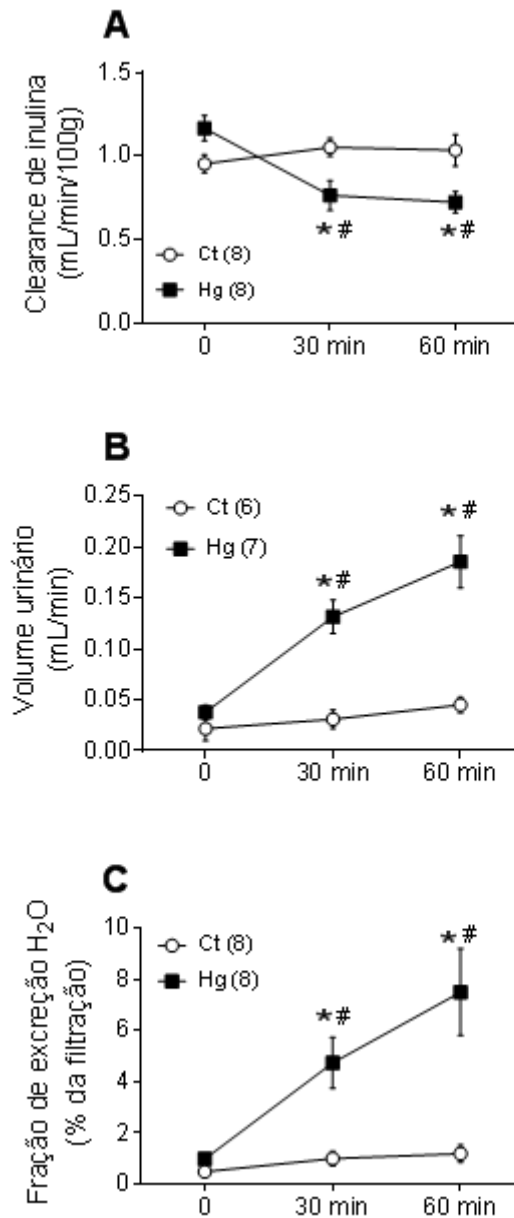 A
Clearance de inulina
(mL/min/100g)
1.5
1.0
0.5
0.0
*# *#
Ct (8)
Hg (8)
0 30 min 60 min
B
Volume urinário
(mL/min)
0.25
0.20
0.15
0.10
0.05
0.00
Ct (6)
Hg (7)
*#
*#
0 30 min 60 min
C
Fração de excreção H₂O
(% da filtração)
10
8
6
4
2
0
Ct (8)
Hg (8)
*#
*#
0 30 min 60 min